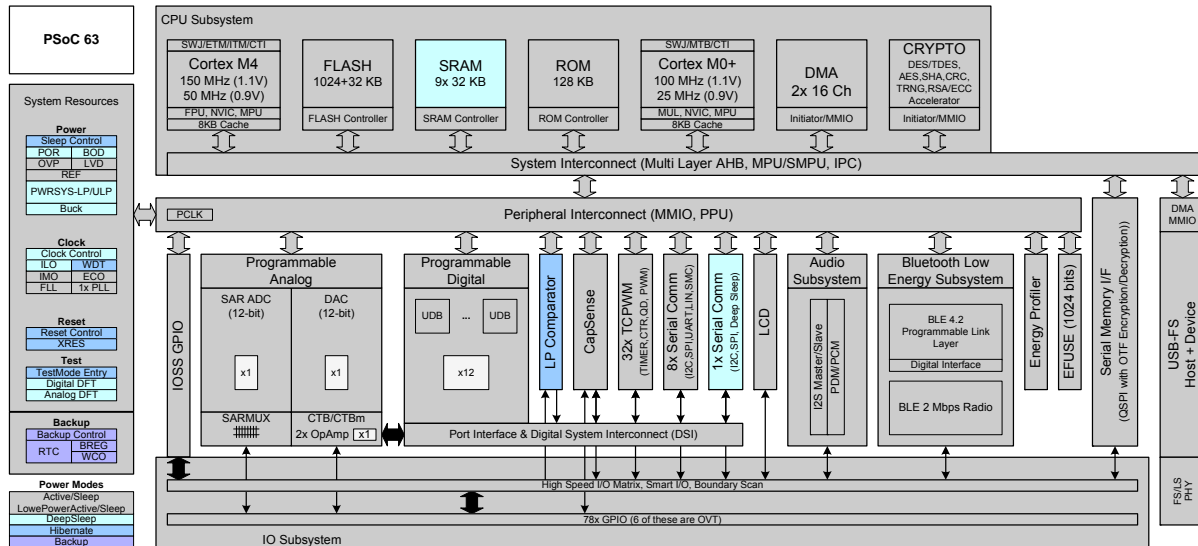 PSoC 63
System Resources
Power
Sleep Control
POR BOD
OVP LVD
REF
PWRSYS-LP/ULP
Buck
Clock
Clock Control
ILO WDT
IMO ECO
FLL 1x PLL
Reset
Reset Control
XRES
Test
TestMode Entry
Digital DFT
Analog DFT
Backup
Backup Control
RTC
BREG
WCO
Power Modes
Active/Sleep
LowePowerActive/Sleep
DeepSleep
Hibernate
Backup
CPU Subsystem
SWJ/ETM/ITM/CTI
Cortex M4
150 MHz (1.1V)
50 MHz (0.9V)
FPU, NVIC, MPU
8KB Cache
FLASH
1024+32 KB
FLASH Controller
SRAM
9x 32 KB
SRAM Controller
ROM
128 KB
ROM Controller
SWJ/MTB/CTI
Cortex M0+
100 MHz (1.1V)
25 MHz (0.9V)
MUL, NVIC, MPU
8KB Cache
DMA
2x 16 Ch
Initiator/MMIO
CRYPTO
DES/TDES,
AES,SHA,CRC,
TRNG,RSA/ECC
Accelerator
Initiator/MMIO
System Interconnect (Multi Layer AHB, MPU/SMPU, IPC)
PCLK
Peripheral Interconnect (MMIO, PPU)
IOSS GPIO
Programmable
Analog
SAR ADC
(12-bit)
x1
SARMUX
DAC
(12-bit)
x1
CTB/CTBm
2x OpAmp x1
Programmable
Digital
UDB ... UDB
x12
Port Interface & Digital System Interconnect (DSI)
LP Comparator
CapSense
32x TCPWM
(TIMER,CTR,QD, PWM)
8x Serial Comm
(I2C,SPI,UART,LIN,SMC)
1x Serial Comm
(I2C,SPI, Deep Sleep)
LCD
Audio
Subsystem
I2S Master/Slave
PDM/PCM
Bluetooth Low
Energy Subsystem
BLE 4.2
Programmable Link
Layer
Digital Interface
BLE 2 Mbps Radio
Energy Profiler
EFUSE (1024 bits)
Serial Memory I/F
(QSPI with OTF Encryption/Decryption))
DMA
MMIO
USB-FS
Host + Device
FS/LS
PHY
High Speed I/O Matrix, Smart I/O, Boundary Scan
78x GPIO (6 of these are OVT)
IO Subsystem